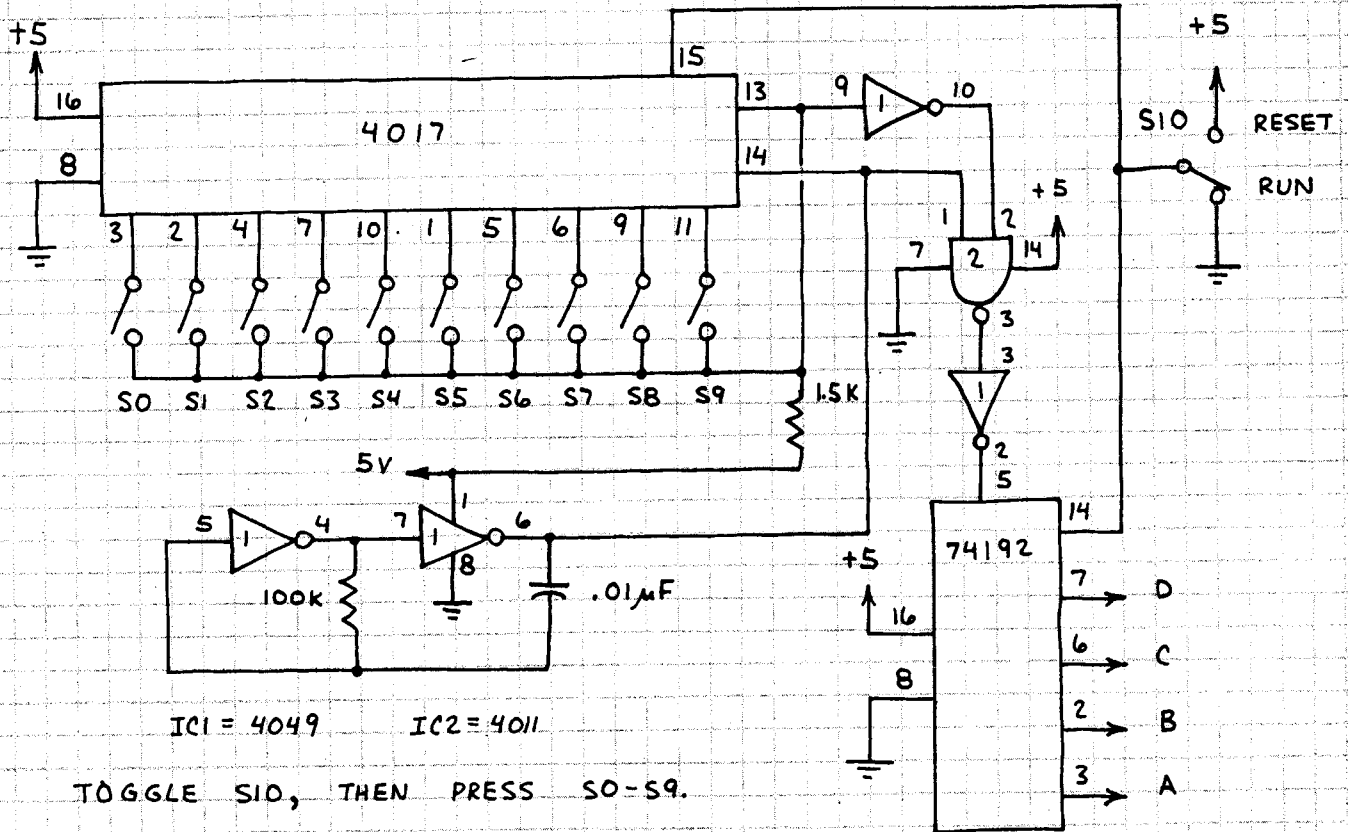 +5
+5
15
16
13
9
1
10
S10
RESET
4017
8
14
+5
RUN
3 2 4 7 10 1 5 6 9 11
1 2
7
2
14
3
3
S0 S1 S2 S3 S4 S5 S6 S7 S8 S9
1.5K
1
2
5V
5
1
14
5 1 4 7 1 6
74192
+5
8
100K
.01µF
7 D
16
6 C
8
IC1 = 4049
IC2 = 4011
2 B
3 A
TOGGLE S10, THEN PRESS S0-S9.